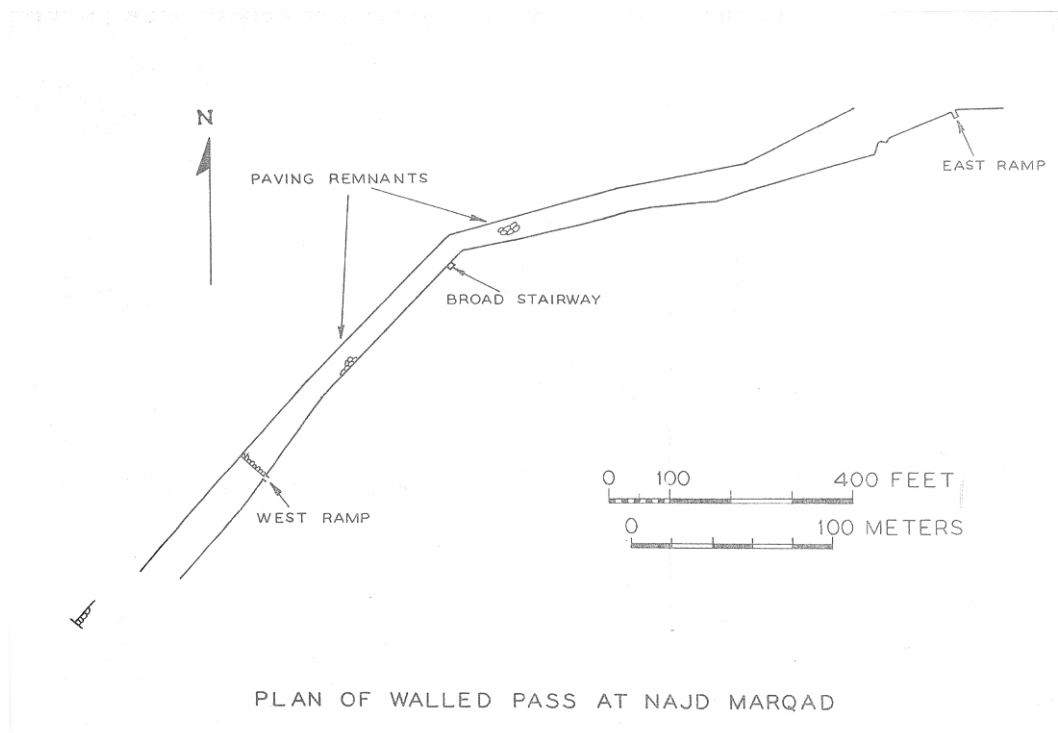 N
EAST RAMP
PAVING REMNANTS
BROAD STAIRWAY
0 100 400 FEET
WEST RAMP
0 100 METERS
PLAN OF WALLED PASS AT NAJD MARQAD